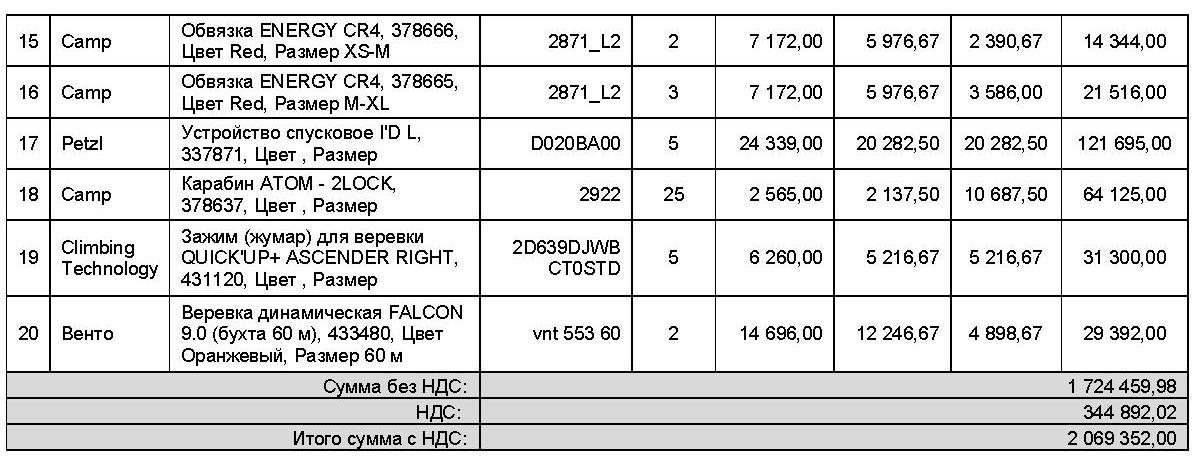 15 Camp Обвязка ENERGY CR4, 378666, 2871_L2 2 7 172,00 5 976,67 2 390,67 14 344,00
Цвет Red, Размер XS-M
16 Camp Обвязка ENERGY CR4, 378665, 2871_L2 3 7 172,00 5 976,67 3 586,00 21 516,00
Цвет Red, Размер M-XL
17 Petzl Устройство спусковое I'D L, D020BA00 5 24 339,00 20 282,50 20 282,50 121 695,00
337871, Цвет , Размер
18 Camp Карабин ATOM - 2LOCK, 2922 25 2 565,00 2 137,50 10 687,50 64 125,00
378637, Цвет , Размер
19 Climbing Technology Зажим (жумар) для веревки 2D639DJWB 5 6 260,00 5 216,67 5 216,67 31 300,00
QUICK'UP+ ASCENDER RIGHT, CT0STD
431120, Цвет , Размер
20 Венто Веревка динамическая FALCON vnt 553 60 2 14 696,00 12 246,67 4 898,67 29 392,00
9.0 (бухта 60 м), 433480, Цвет
Оранжевый, Размер 60 м
Сумма без НДС: 1 724 459,98
НДС: 344 892,02
Итого сумма с НДС: 2 069 352,00